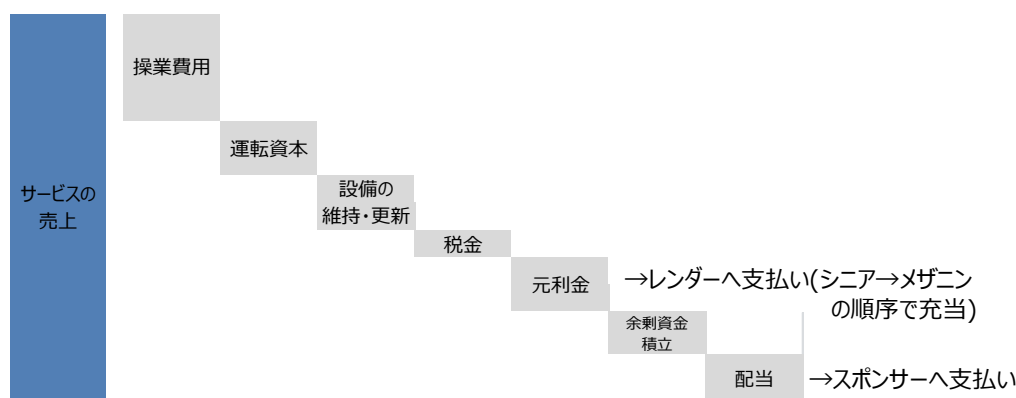 操業費用
運転資本
サービスの
売上
設備の
維持・更新
税金
元利金
→レンダーへ支払い(シニア→メザニン
の順序で充当)
余剰資金
積立
配当
→スポンサーへ支払い